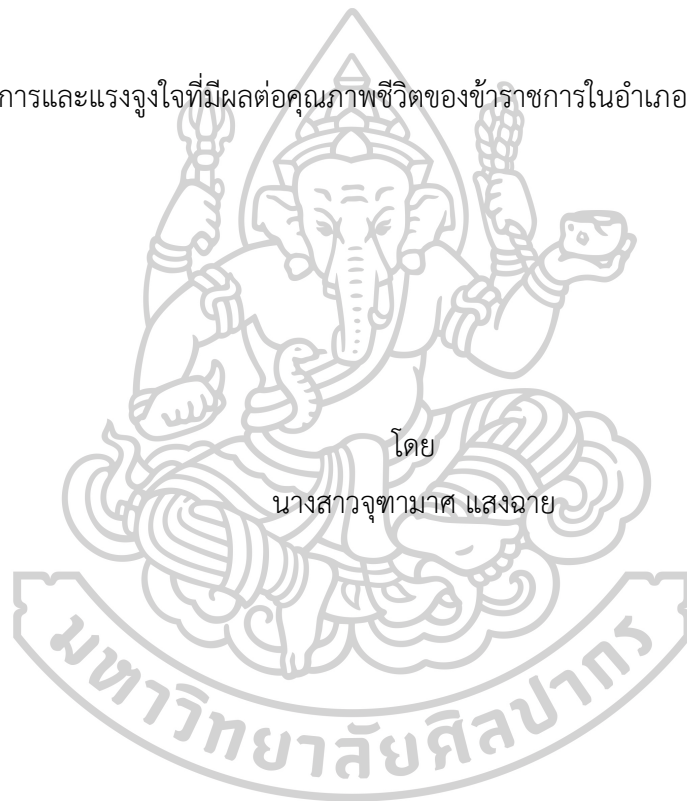 การและแรงจูงใจที่มีผลต่อคุณภาพชีวิตของข้าราชการในอำเภอ
โดย
นางสาวจุฑามาศ แสงฉาย
มหาวิทยาลัยศิลปากร